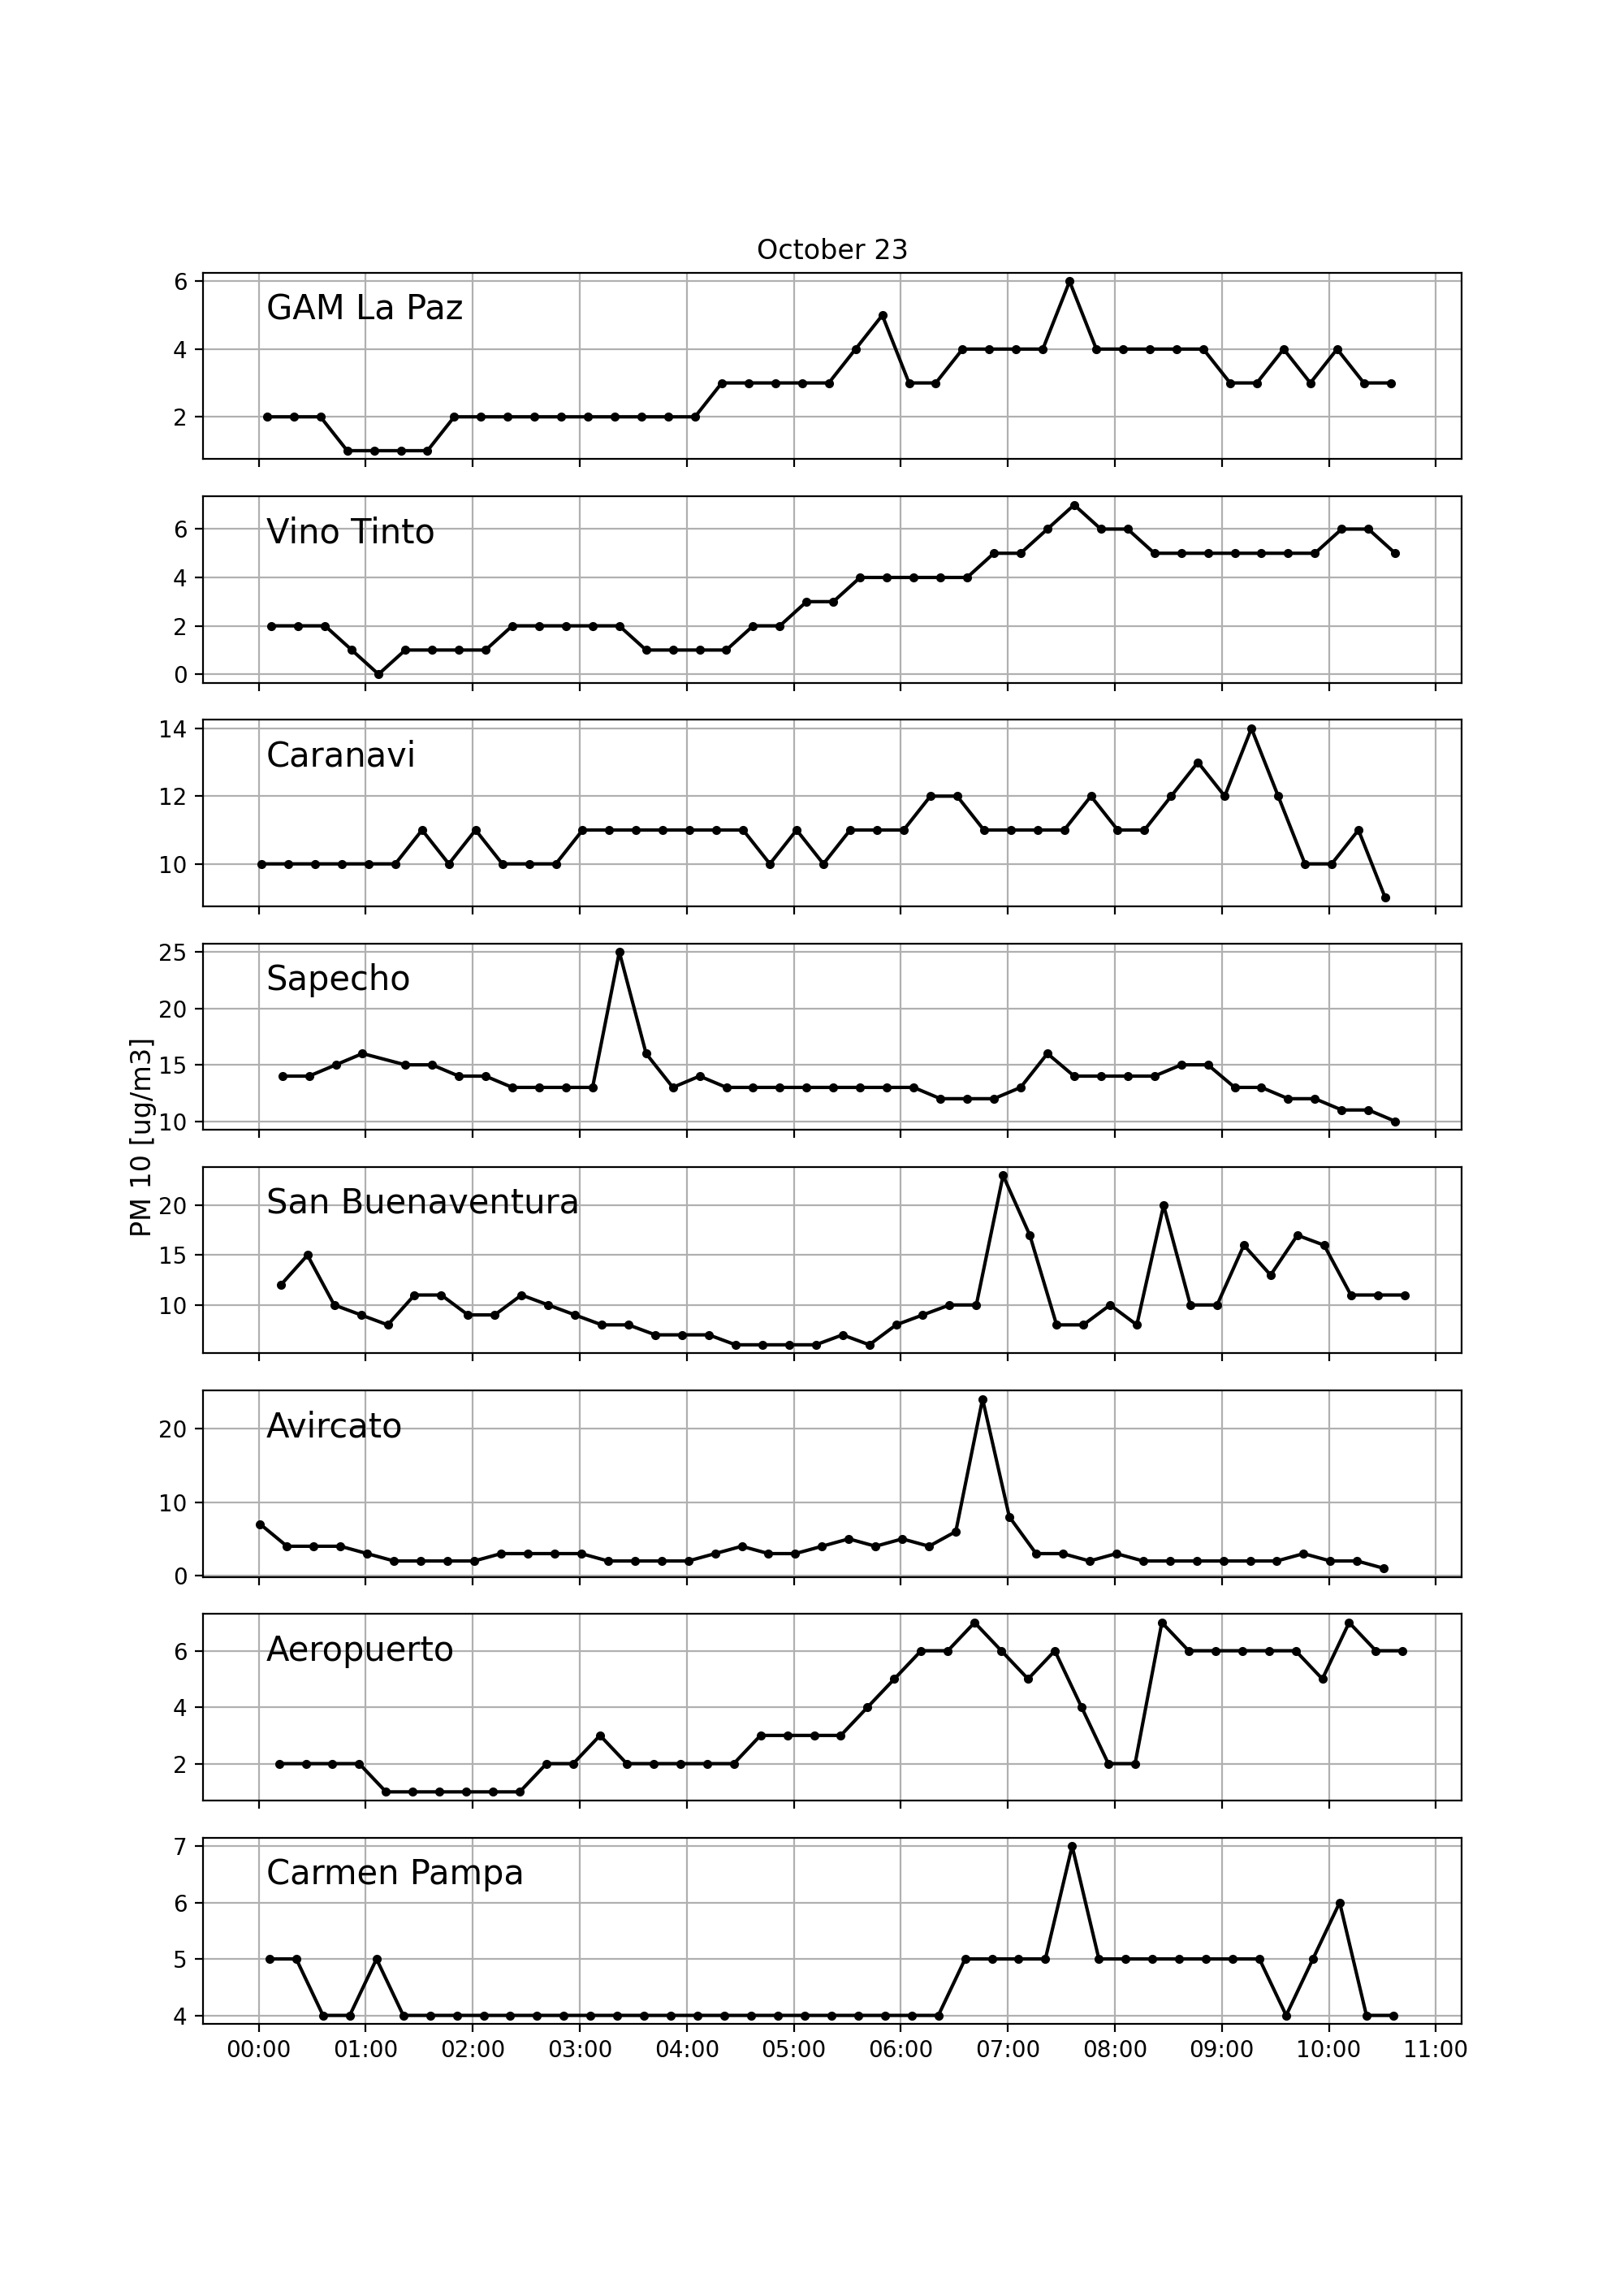 October 23
PM 10 [ug/m3]
GAM La Paz
6
4
2
Vino Tinto
6
4
2
0
Caranavi
14
12
10
Sapecho
25
20
15
10
San Buenaventura
20
15
10
Avircato
20
10
0
Aeropuerto
6
4
2
Carmen Pampa
7
6
5
4
00:00 01:00 02:00 03:00 04:00 05:00 06:00 07:00 08:00 09:00 10:00 11:00